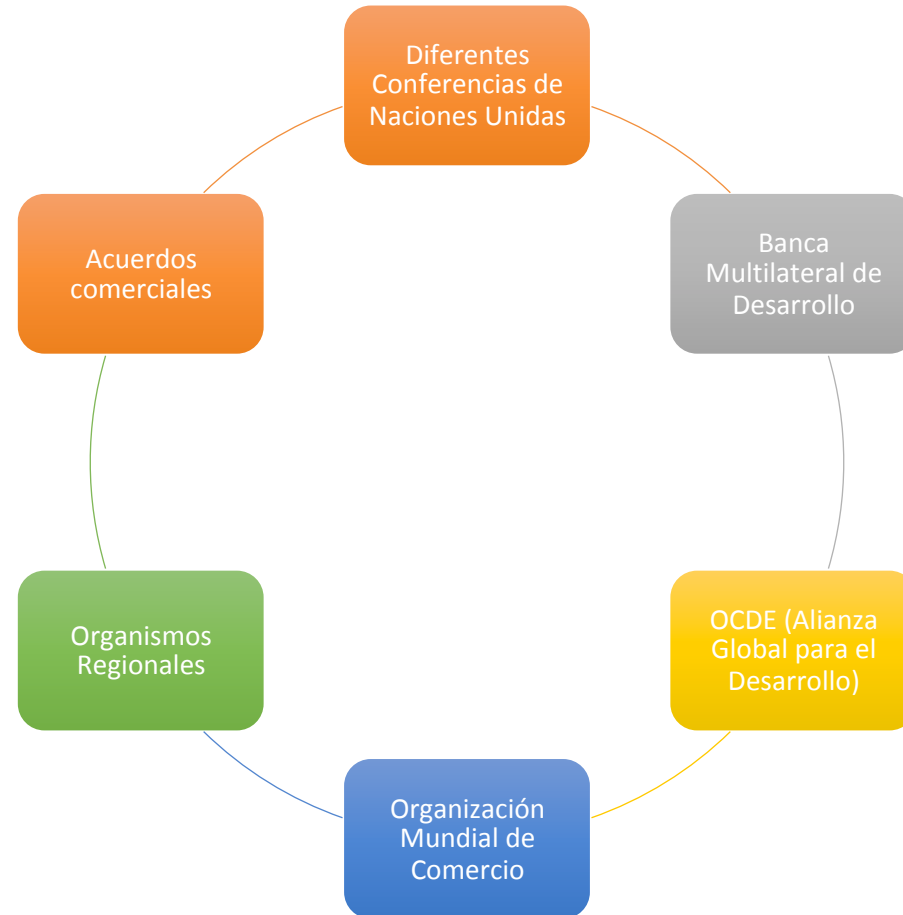 Diferentes
Conferencias de
Naciones Unidas
Banca
Multilateral de
Desarrollo
OCDE (Alianza
Global para el
Desarrollo)
Organización
Mundial de
Comercio
Organismos
Regionales
Acuerdos
comerciales